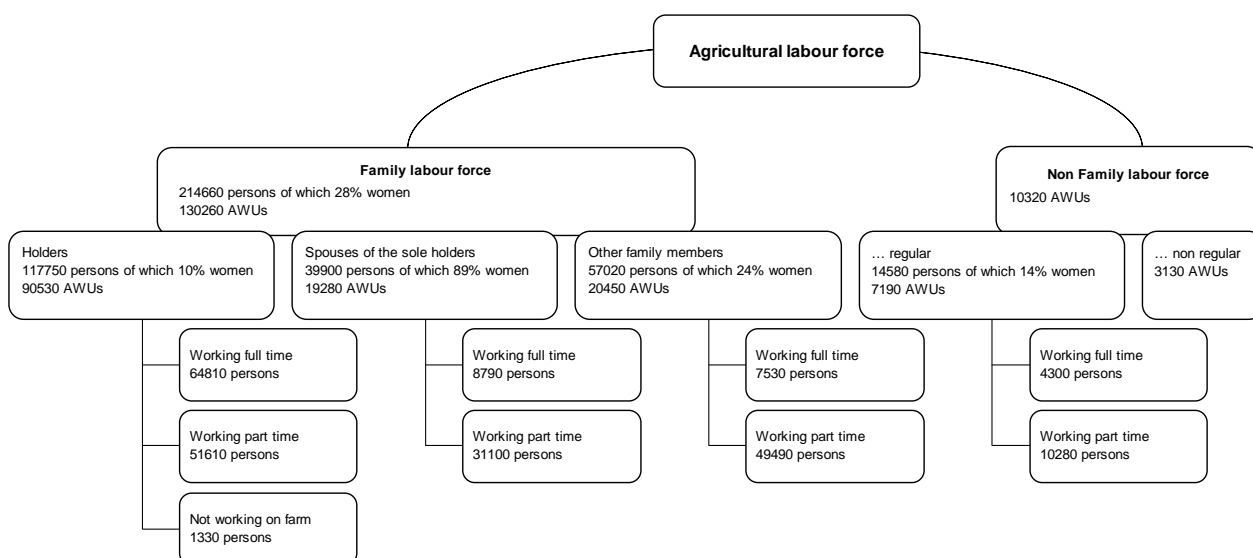 Agricultural labour force
Family labour force
214660 persons of which 28% women
130260 AWUs
Non Family labour force
10320 AWUs
Holders
117750 persons of which 10% women
90530 AWUs
Spouses of the sole holders
39900 persons of which 89% women
19280 AWUs
Other family members
57020 persons of which 24% women
20450 AWUs
… regular
14580 persons of which 14% women
7190 AWUs
… non regular
3130 AWUs
Working full time
64810 persons
Working full time
8790 persons
Working full time
7530 persons
Working full time
4300 persons
Working part time
51610 persons
Working part time
31100 persons
Working part time
49490 persons
Working part time
10280 persons
Not working on farm
1330 persons